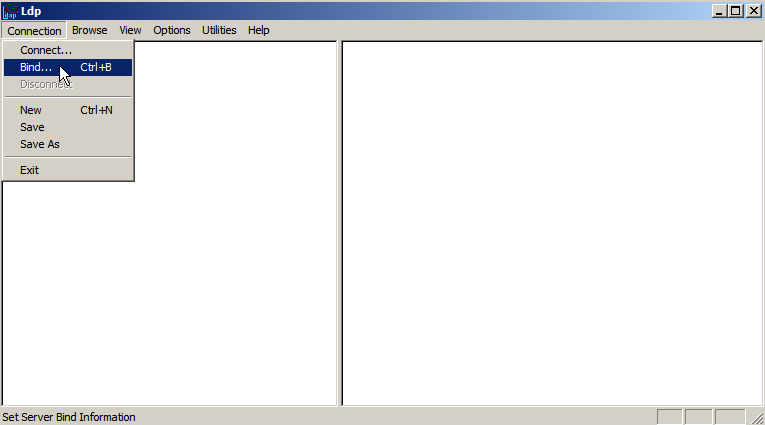 Ldp
Connection Browse View Options Utilities Help
Connect...
Bind... Ctrl+B
Disconnect
New Ctrl+N
Save
Save As
Exit
Set Server Bind Information